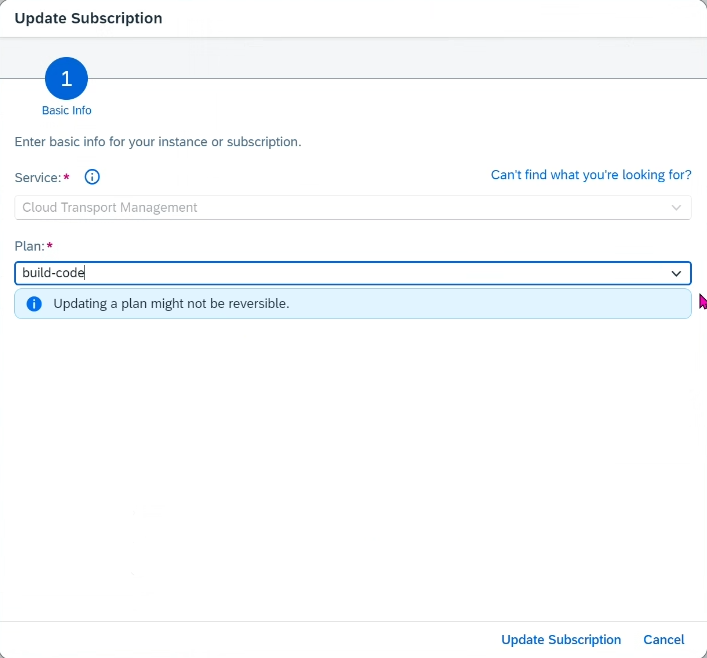 Update Subscription
1
Basic Info
Enter basic info for your instance or subscription.
Service:*
Can't find what you're looking for?
Cloud Transport Management
Plan:*
build-code
Updating a plan might not be reversible.
Update Subscription Cancel